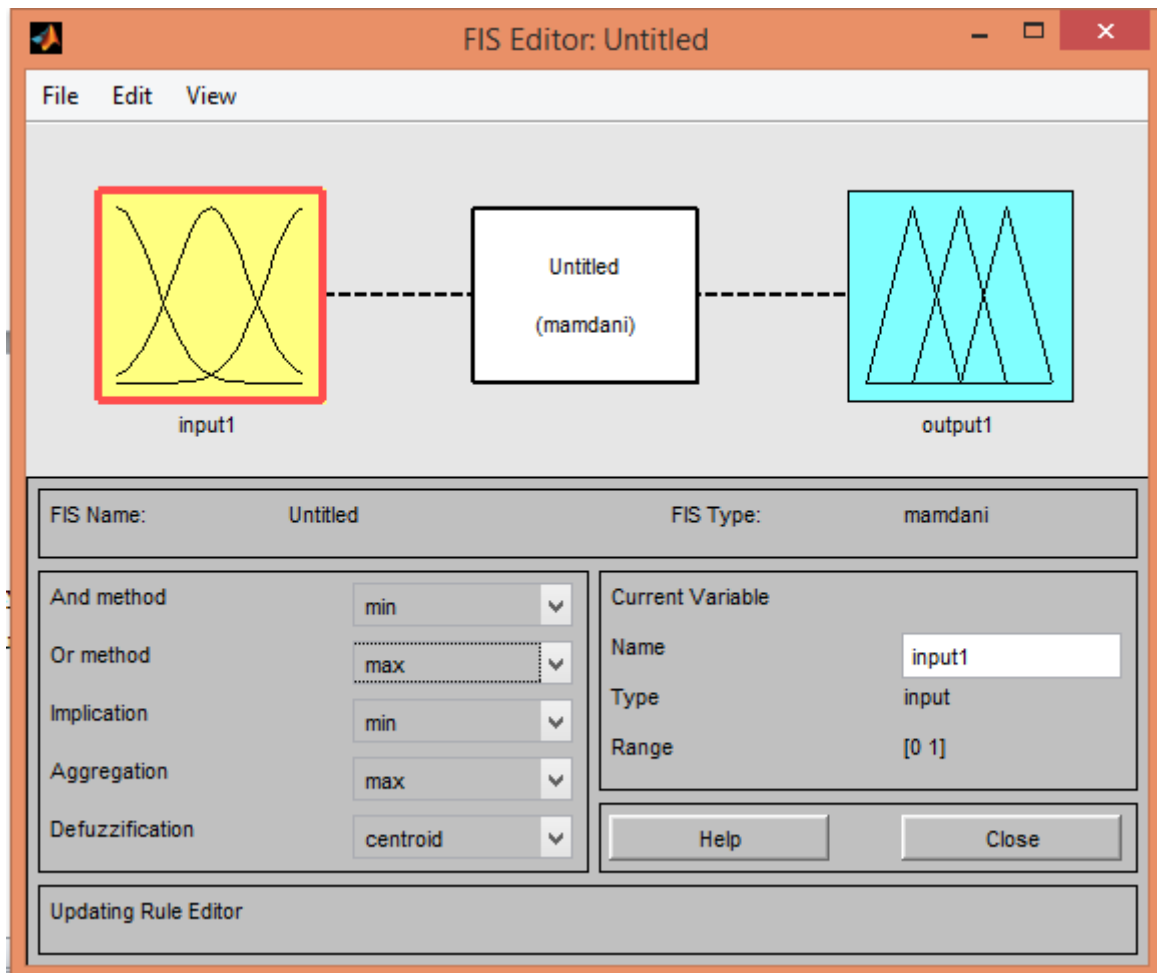 FIS Editor: Untitled
File Edit View
Untitled
(mamdani)
input1
output1
FIS Name: Untitled FIS Type: mamdani
And method min
Or method max
Implication min
Aggregation max
Defuzzification centroid
Current Variable
Name input1
Type input
Range [0 1]
Help Close
Updating Rule Editor